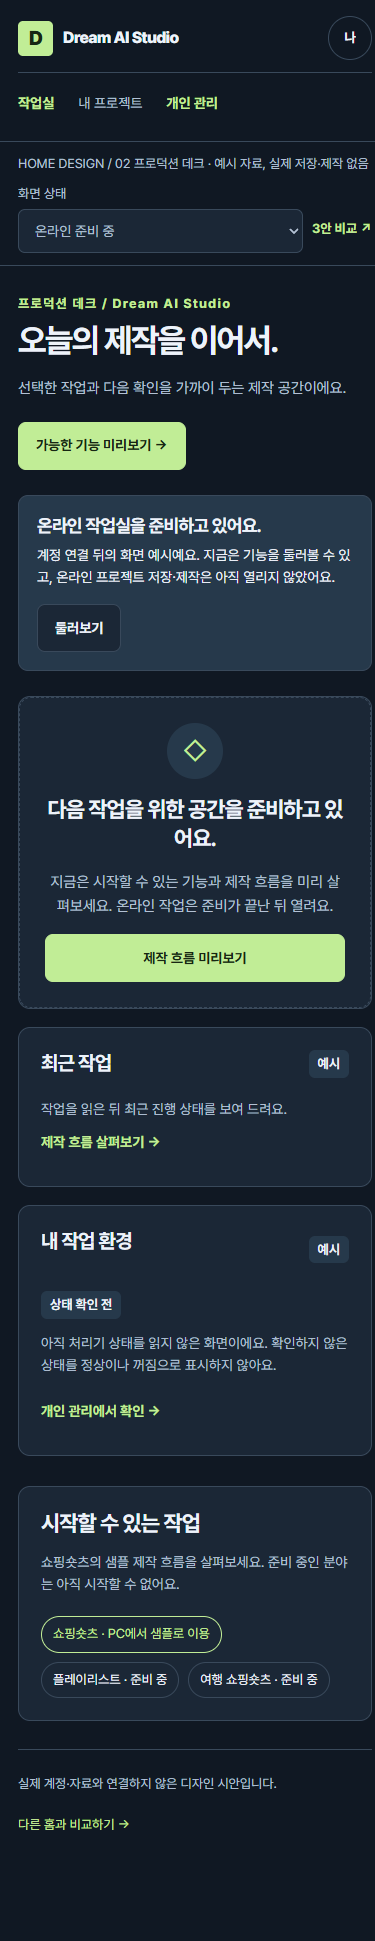 D Dream AI Studio 나
작업실 내 프로젝트 개인 관리
HOME DESIGN / 02 프로덕션 데크 · 예시 자료, 실제 저장·제작 없음
화면 상태
온라인 준비 중
3안 비교 ↗
프로덕션 데크 / Dream AI Studio
오늘의 제작을 이어서.
선택한 작업과 다음 확인을 가까이 두는 제작 공간이에요.
가능한 기능 미리보기 →
온라인 작업실을 준비하고 있어요.
계정 연결 뒤의 화면 예시예요. 지금은 기능을 둘러볼 수 있
고, 온라인 프로젝트 저장·제작은 아직 열리지 않았어요.
둘러보기
다음 작업을 위한 공간을 준비하고 있
어요.
지금은 시작할 수 있는 기능과 제작 흐름을 미리 살
펴보세요. 온라인 작업은 준비가 끝난 뒤 열려요.
제작 흐름 미리보기
최근 작업 예시
작업을 읽은 뒤 최근 진행 상태를 보여 드려요.
제작 흐름 살펴보기 →
내 작업 환경 예시
상태 확인 전
아직 처리기 상태를 읽지 않은 화면이에요. 확인하지 않은
상태를 정상이나 꺼짐으로 표시하지 않아요.
개인 관리에서 확인 →
시작할 수 있는 작업
쇼핑숏츠의 샘플 제작 흐름을 살펴보세요. 준비 중인 분야
는 아직 시작할 수 없어요.
쇼핑숏츠 · PC에서 샘플로 이용
플레이리스트 · 준비 중 여행 쇼핑숏츠 · 준비 중
실제 계정·자료와 연결하지 않은 디자인 시안입니다.
다른 홈과 비교하기 →